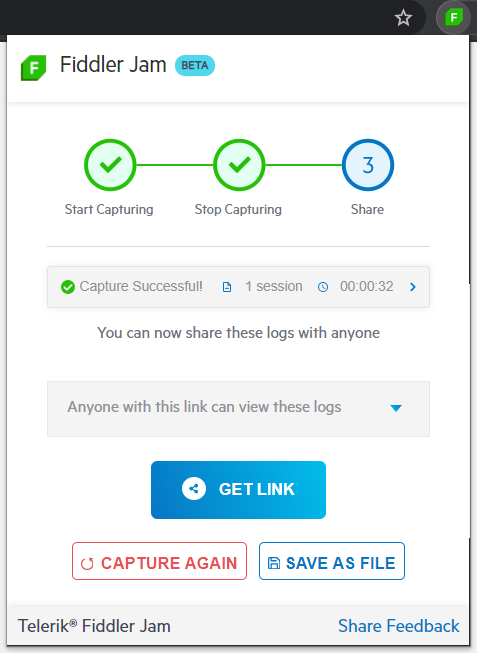 F
F
Fiddler Jam BETA
3
Start Capturing Stop Capturing Share
Capture Successful! 1 session 00:00:32
You can now share these logs with anyone
Anyone with this link can view these logs
GET LINK
CAPTURE AGAIN SAVE AS FILE
Telerik® Fiddler Jam Share Feedback